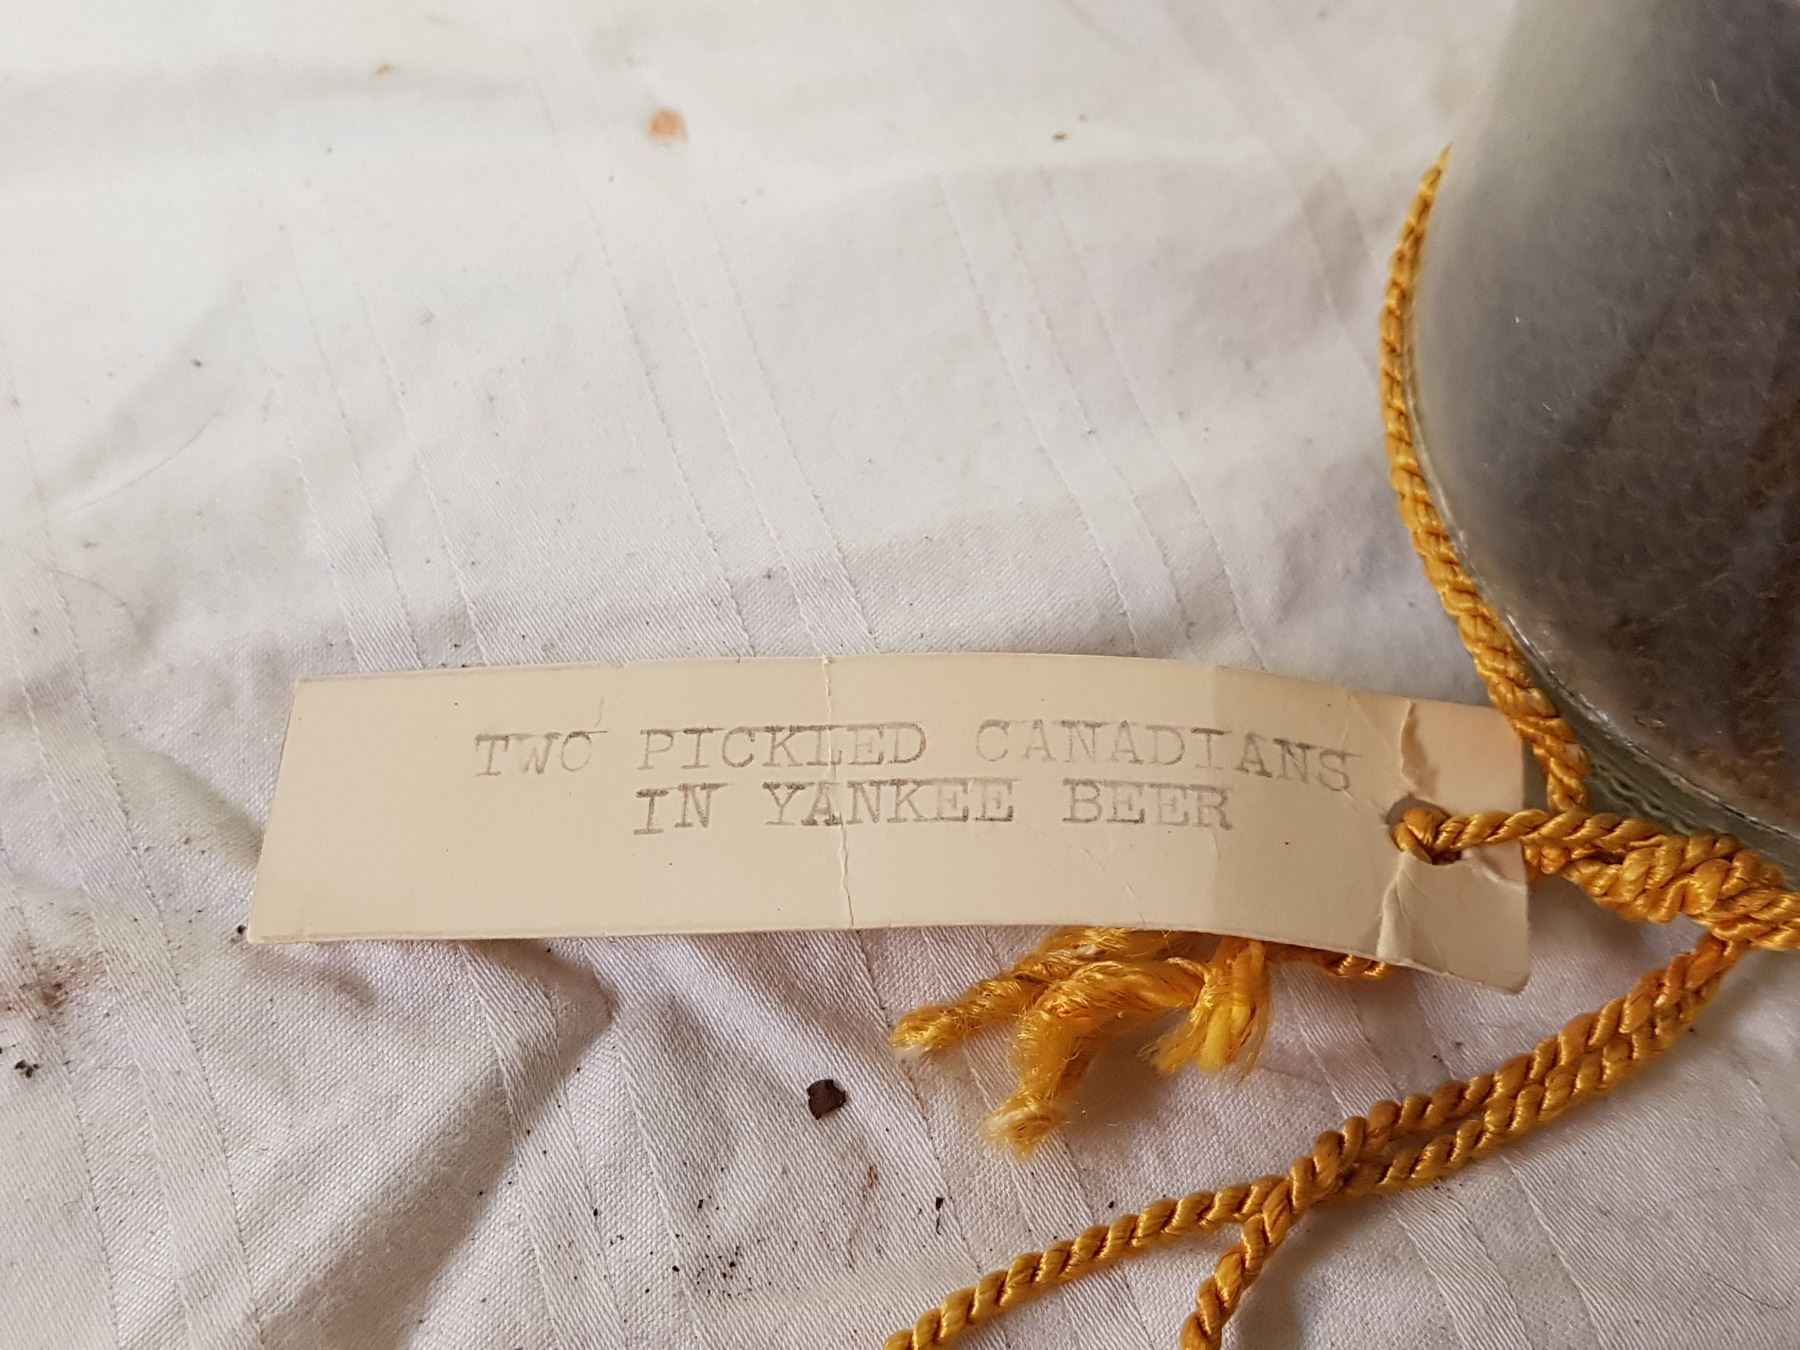 TWO PICKLED CANADIANS
IN YANKEE BEER